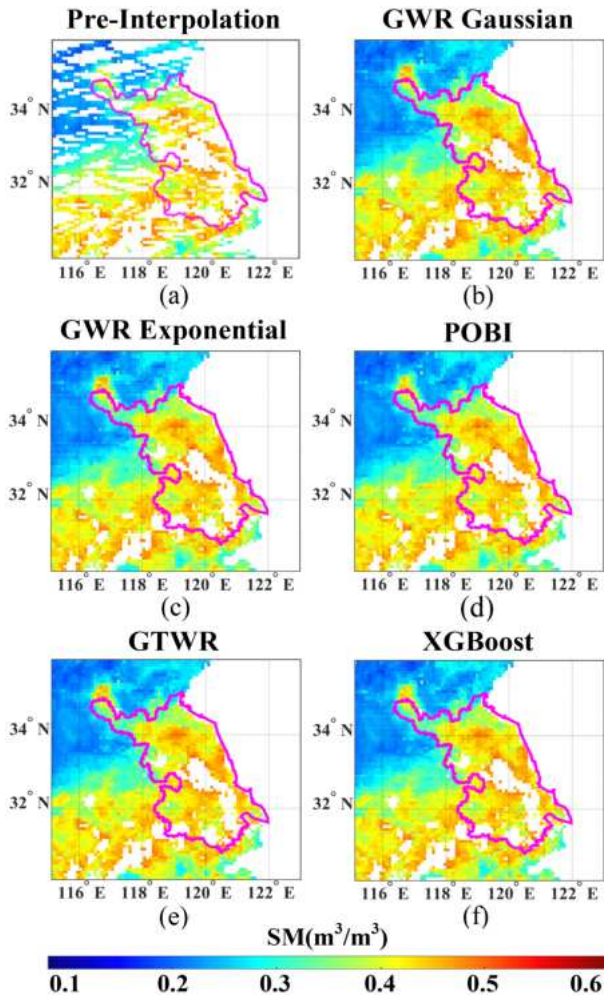 Pre-Interpolation GWR Gaussian
34° N 34° N
32° N 32° N
116° E 118° E 120° E 122° E 116° E 118° E 120° E 122° E
(a) (b)
GWR Exponential POBI
34° N 34° N
32° N 32° N
116° E 118° E 120° E 122° E 116° E 118° E 120° E 122° E
(c) (d)
GTWR XGBoost
34° N 34° N
32° N 32° N
116° E 118° E 120° E 122° E 116° E 118° E 120° E 122° E
(e) (f)
SM(m³/m³)
0.1 0.2 0.3 0.4 0.5 0.6